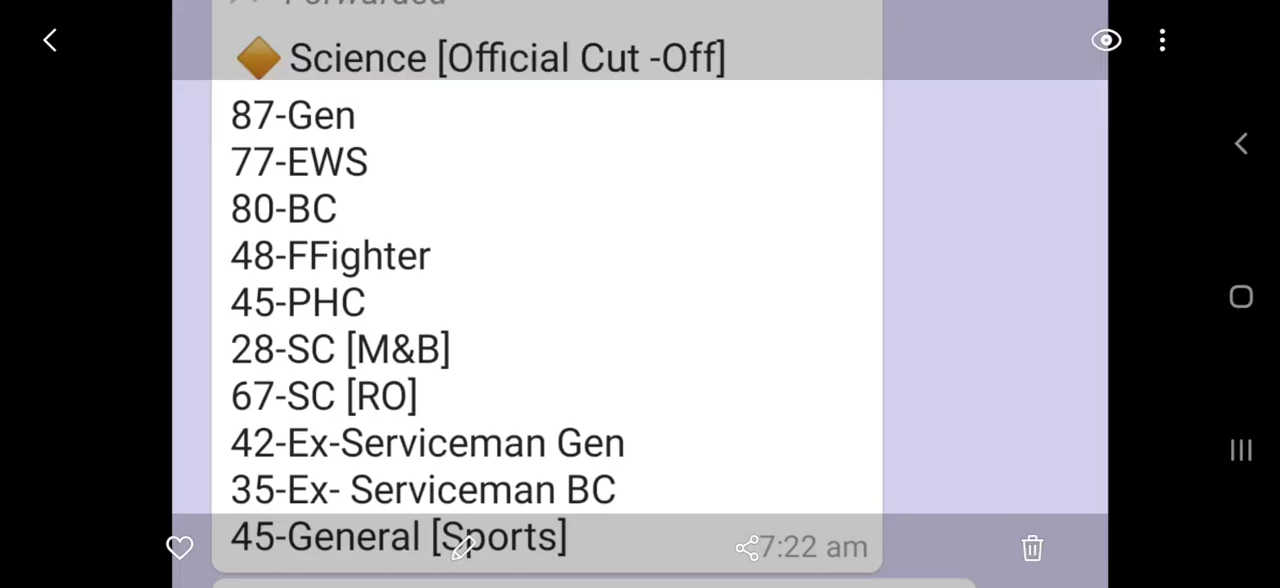 Forwarded
Science [Official Cut -Off]
87-Gen
77-EWS
80-BC
48-FFighter
45-PHC
28-SC [M&B]
67-SC [RO]
42-Ex-Serviceman Gen
35-Ex- Serviceman BC
45-General [Sports]
7:22 am